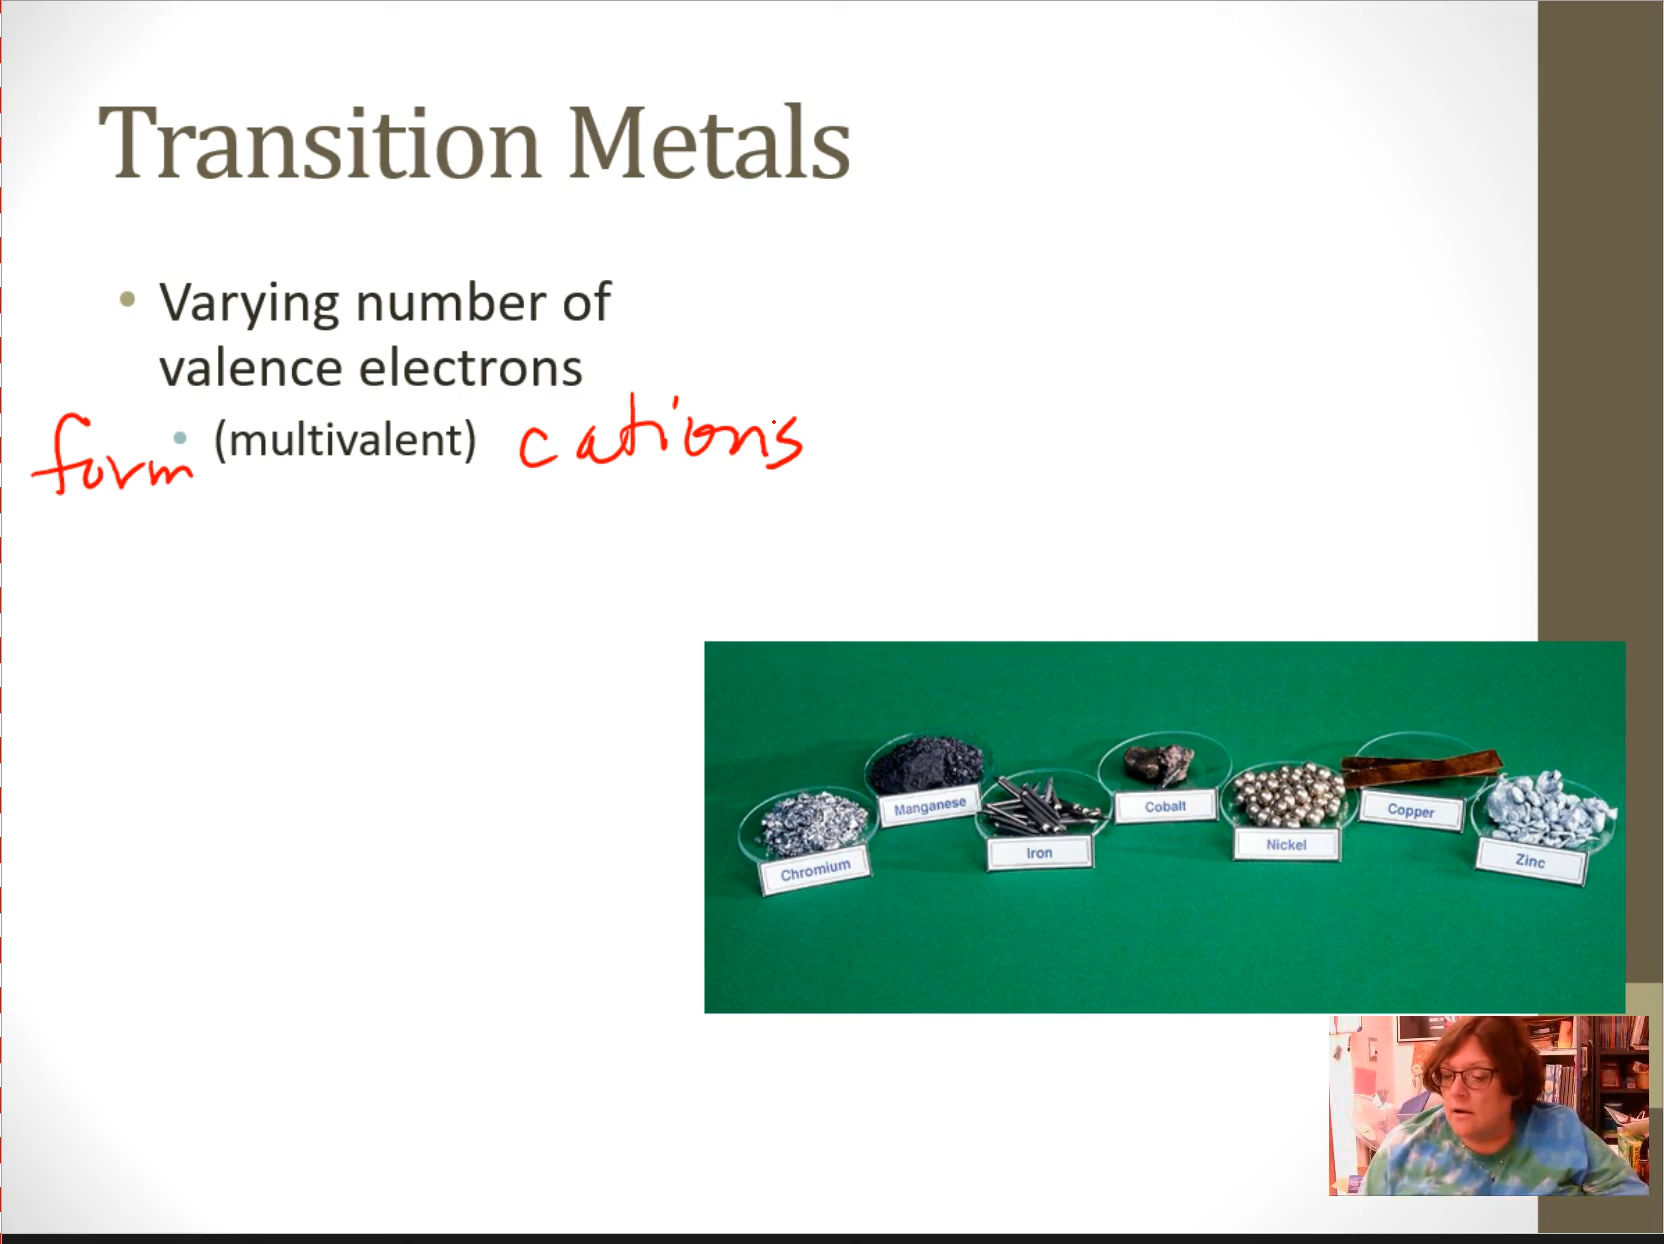 Transition Metals
• Varying number of
valence electrons
form • (multivalent) cations
Manganese
Cobalt
Copper
Chromium
Iron
Nickel
Zinc